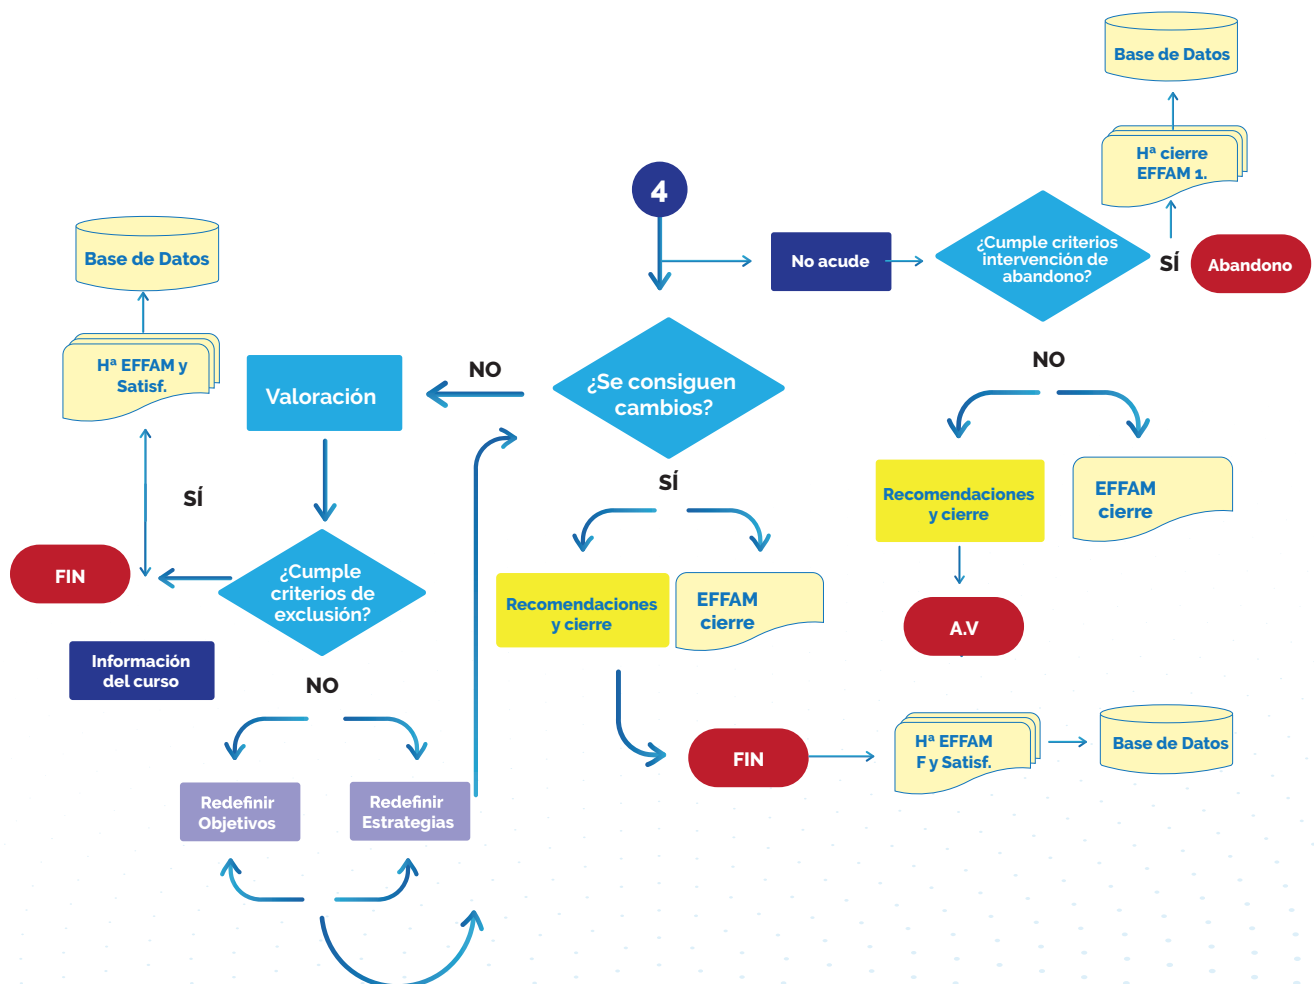 Base de Datos
Hª cierre
EFFAM 1.
4
¿Cumple criterios
intervención de
abandono?
No acude
SÍ
Abandono
Base de Datos
Hª EFFAM y
Satisf.
Valoración
NO
¿Se consiguen
cambios?
NO
SÍ
Recomendaciones
y cierre
EFFAM
cierre
SÍ
FIN
¿Cumple
criterios de
exclusión?
Recomendaciones
y cierre
EFFAM
cierre
A.V
Información
del curso
NO
FIN
Hª EFFAM
F y Satisf.
Base de Datos
Redefinir
Objetivos
Redefinir
Estrategias